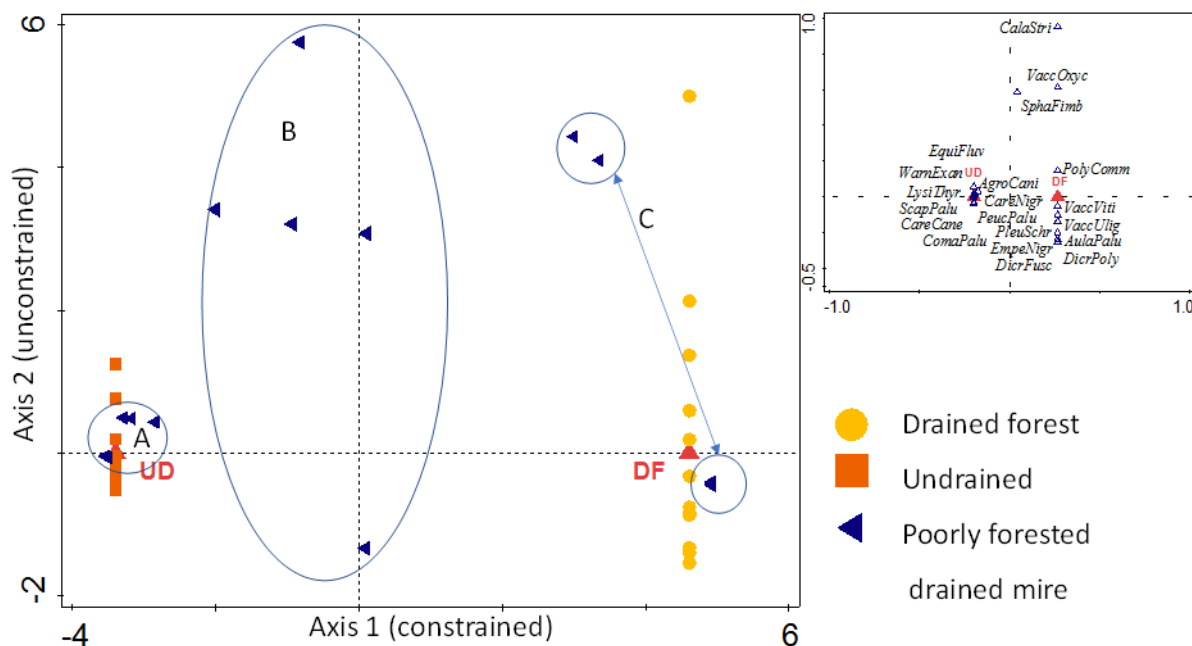 6
B
C
A
UD
DF
-2
-4
6
Axis 1 (constrained)
Axis 2 (unconstrained)
1.0
CalaStri
VaccOxyc
SphaFimb
EquiFluv
WarnExan
UD
PolyComm
DF
LysiThyr
AgroCani
ScapPalu
CareNigr
VaccViti
CareCane
PeucPalu
VaccUlig
ComaPalu
PleuSchr
AulaPalu
EmpeNigr
DicrFusc
DicrPoly
-0.5
-1.0
1.0
Drained forest
Undrained
Poorly forested
drained mire